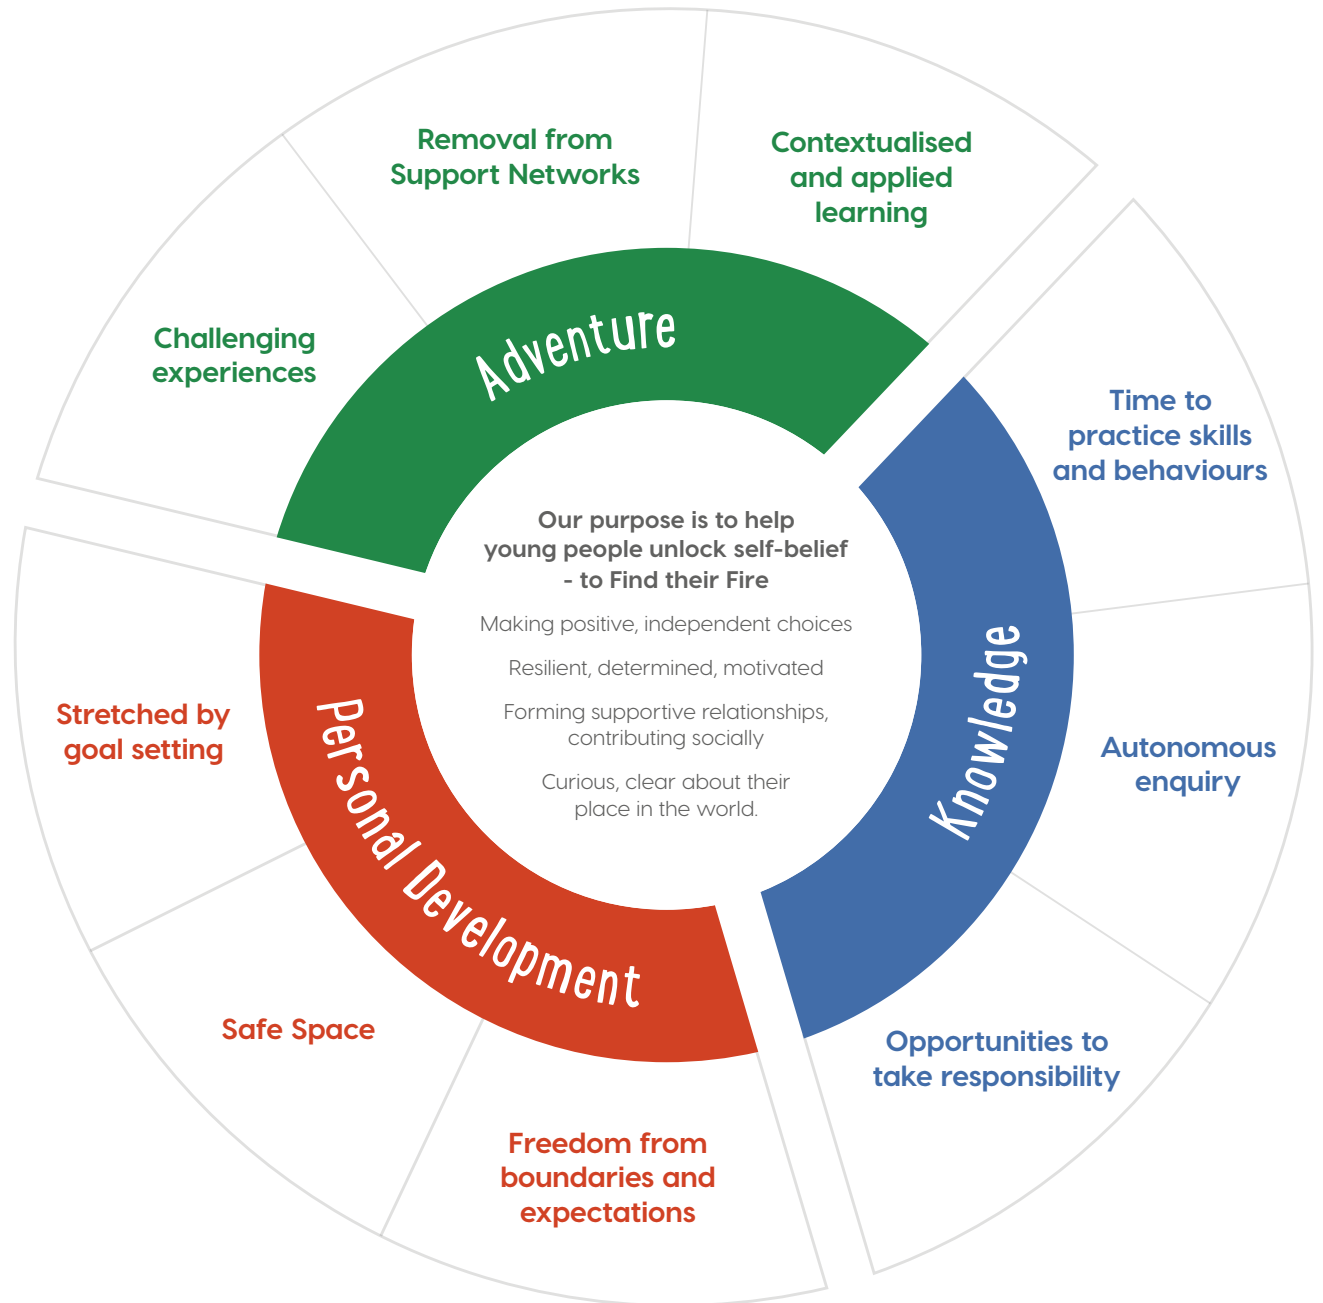 Removal from
Support Networks
Contextualised
and applied
learning
Challenging
experiences
Adventure
Time to
practice skills
and behaviours
Our purpose is to help
young people unlock self-belief
- to Find their Fire
Making positive, independent choices
Resilient, determined, motivated
Forming supportive relationships,
contributing socially
Curious, clear about their
place in the world.
Knowledge
Autonomous
enquiry
Opportunities to
take responsibility
Stretched by
goal setting
Personal Development
Safe Space
Freedom from
boundaries and
expectations